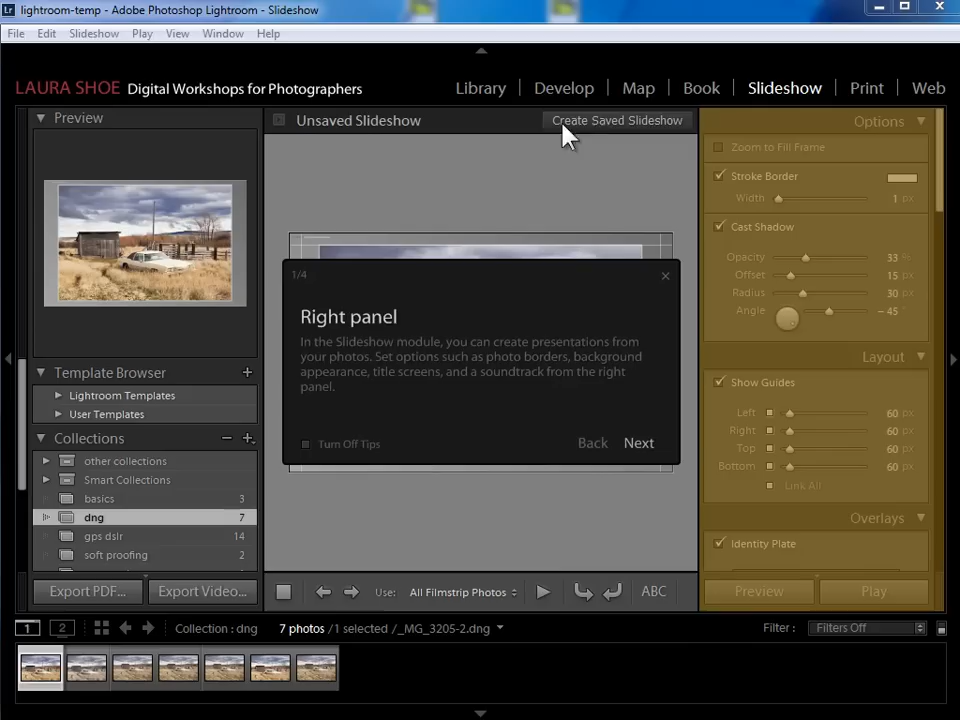 lightroom-temp - Adobe Photoshop Lightroom - Slideshow
File Edit Slideshow Play View Window Help
LAURA SHOE Digital Workshops for Photographers
Library Develop Map Book Slideshow Print Web
Preview
Unsaved Slideshow
Create Saved Slideshow
Options
Zoom to Fill Frame
Stroke Border
Width 1 px
Cast Shadow
Opacity 33 %
Offset 15 px
Radius 30 px
Angle - 45 °
Layout
Show Guides
Left 60 px
Right 60 px
Top 60 px
Bottom 60 px
Link All
Overlays
Identity Plate
Preview Play
1/4
Right panel
In the Slideshow module, you can create presentations from
your photos. Set options such as photo borders, background
appearance, title screens, and a soundtrack from the right
panel.
Turn Off Tips
Back Next
Template Browser
Lightroom Templates
User Templates
Collections
other collections
Smart Collections
basics 3
dng 7
gps dslr 14
soft proofing 2
Export PDF... Export Video...
Use: All Filmstrip Photos
ABC
1 2 Collection : dng 7 photos /1 selected /_MG_3205-2.dng
Filter : Filters Off